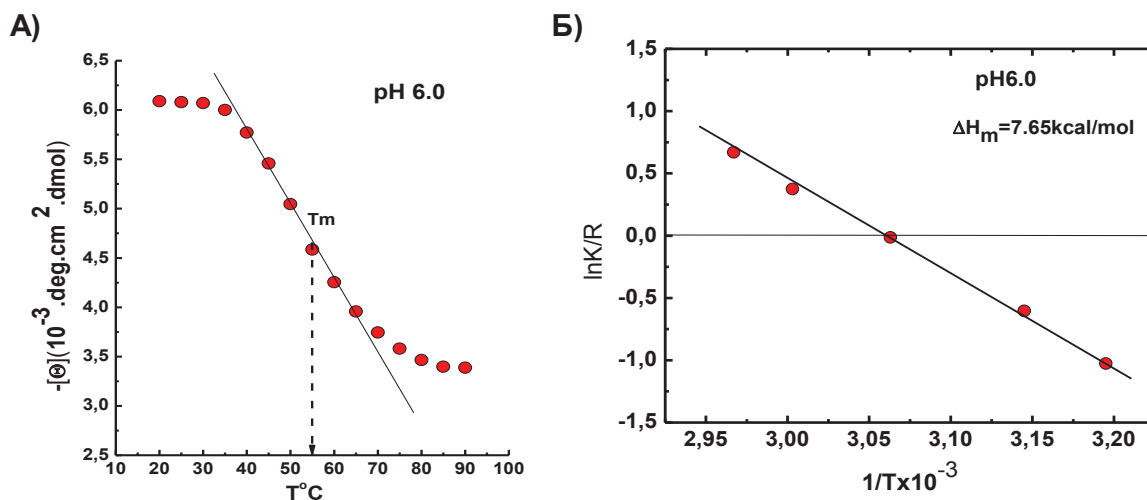 А)
6,5
6,0
5,5
5,0
4,5
4,0
3,5
3,0
2,5
-[Θ](10⁻³.deg.cm².dmol)
pH 6.0
Tm
10 20 30 40 50 60 70 80 90 100
T°C
Б)
1,5
1,0
0,5
0,0
-0,5
-1,0
-1,5
lnK/R
pH6.0
ΔHm=7.65kcal/mol
2,95 3,00 3,05 3,10 3,15 3,20
1/Tx10⁻³